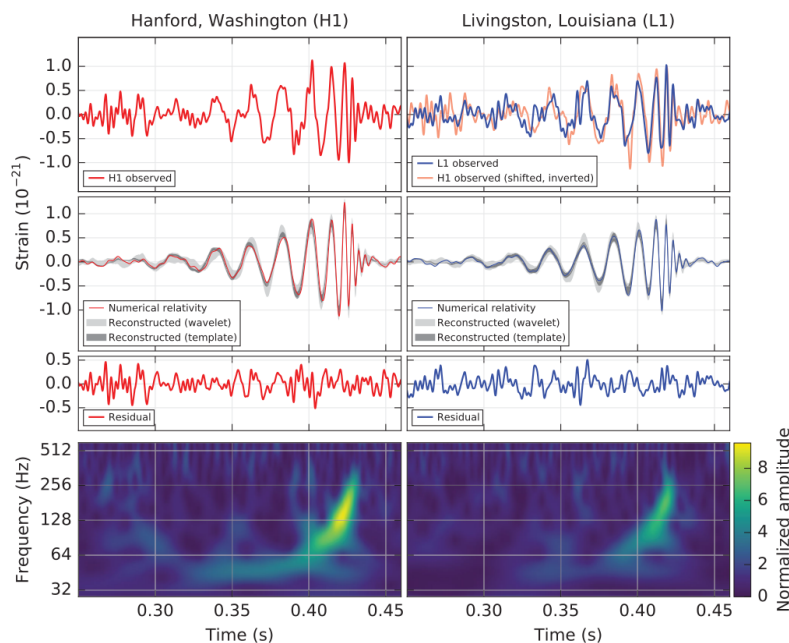 Hanford, Washington (H1)
Livingston, Louisiana (L1)
Strain (10⁻²¹)
1.0
0.5
0.0
-0.5
-1.0
H1 observed
L1 observed
H1 observed (shifted, inverted)
1.0
0.5
0.0
-0.5
-1.0
Numerical relativity
Reconstructed (wavelet)
Reconstructed (template)
Numerical relativity
Reconstructed (wavelet)
Reconstructed (template)
0.5
0.0
-0.5
Residual
Residual
Frequency (Hz)
512
256
128
64
32
0.30
0.35
0.40
0.45
0.30
0.35
0.40
0.45
Time (s)
Time (s)
Normalized amplitude
8
6
4
2
0